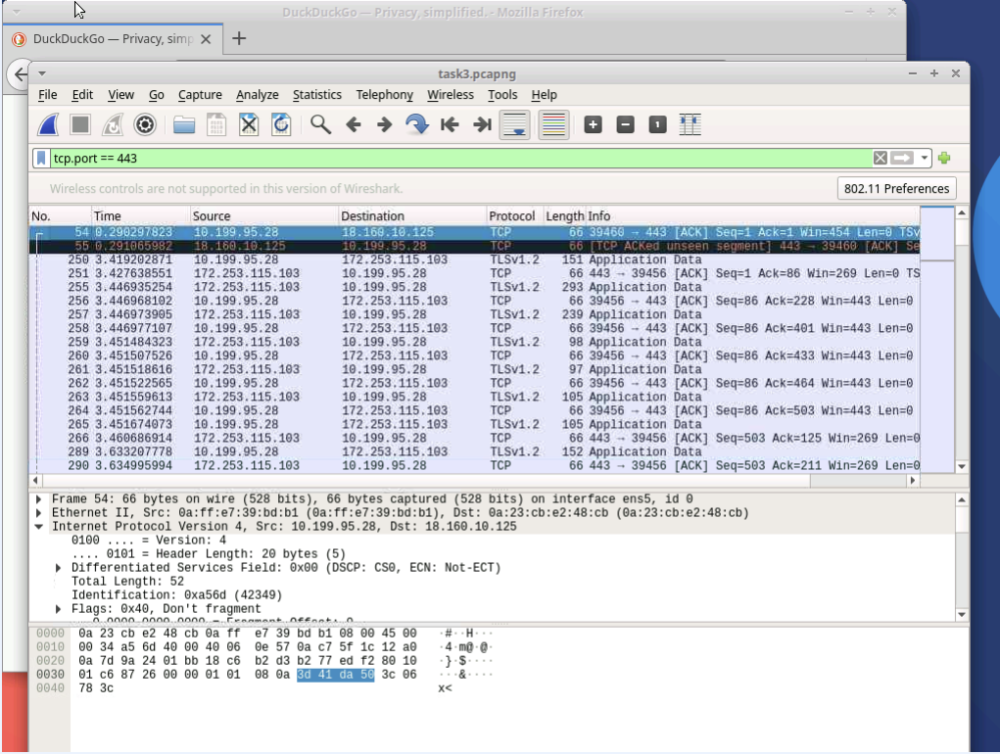 DuckDuckGo — Privacy, simplified. - Mozilla Firefox
DuckDuckGo — Privacy, simp
task3.pcapng
File Edit View Go Capture Analyze Statistics Telephony Wireless Tools Help
tcp.port == 443
Wireless controls are not supported in this version of Wireshark. 802.11 Preferences
No. Time Source Destination Protocol Length Info
54 0.290297823 10.199.95.28 18.160.10.125 TCP 66 39460 → 443 [ACK] Seq=1 Ack=1 Win=454 Len=0 TSv
55 0.291065982 18.160.10.125 10.199.95.28 TCP 66 [TCP ACKed unseen segment] 443 → 39460 [ACK] Se
250 3.419202871 10.199.95.28 172.253.115.103 TLSv1.2 151 Application Data
251 3.427638551 172.253.115.103 10.199.95.28 TCP 66 443 → 39456 [ACK] Seq=1 Ack=86 Win=269 Len=0 TS
255 3.446935254 172.253.115.103 10.199.95.28 TLSv1.2 293 Application Data
256 3.446968102 10.199.95.28 172.253.115.103 TCP 66 39456 → 443 [ACK] Seq=86 Ack=228 Win=443 Len=0
257 3.446973905 172.253.115.103 10.199.95.28 TLSv1.2 239 Application Data
258 3.446977107 10.199.95.28 172.253.115.103 TCP 66 39456 → 443 [ACK] Seq=86 Ack=401 Win=443 Len=0
259 3.451484323 172.253.115.103 10.199.95.28 TLSv1.2 98 Application Data
260 3.451507526 10.199.95.28 172.253.115.103 TCP 66 39456 → 443 [ACK] Seq=86 Ack=433 Win=443 Len=0
261 3.451518616 172.253.115.103 10.199.95.28 TLSv1.2 97 Application Data
262 3.451522565 10.199.95.28 172.253.115.103 TCP 66 39456 → 443 [ACK] Seq=86 Ack=464 Win=443 Len=0
263 3.451559613 172.253.115.103 10.199.95.28 TLSv1.2 105 Application Data
264 3.451562744 10.199.95.28 172.253.115.103 TCP 66 39456 → 443 [ACK] Seq=86 Ack=503 Win=443 Len=0
265 3.451674073 10.199.95.28 172.253.115.103 TLSv1.2 105 Application Data
266 3.460686914 172.253.115.103 10.199.95.28 TCP 66 443 → 39456 [ACK] Seq=503 Ack=125 Win=269 Len=0
289 3.633207778 10.199.95.28 172.253.115.103 TLSv1.2 152 Application Data
290 3.634995994 172.253.115.103 10.199.95.28 TCP 66 443 → 39456 [ACK] Seq=503 Ack=211 Win=269 Len=0
Frame 54: 66 bytes on wire (528 bits), 66 bytes captured (528 bits) on interface ens5, id 0
Ethernet II, Src: 0a:ff:e7:39:bd:b1 (0a:ff:e7:39:bd:b1), Dst: 0a:23:cb:e2:48:cb (0a:23:cb:e2:48:cb)
Internet Protocol Version 4, Src: 10.199.95.28, Dst: 18.160.10.125
0100 .... = Version: 4
.... 0101 = Header Length: 20 bytes (5)
Differentiated Services Field: 0x00 (DSCP: CS0, ECN: Not-ECT)
Total Length: 52
Identification: 0xa56d (42349)
Flags: 0x40, Don't fragment
...0 0000 0000 0000 = Fragment Offset: 0
0000 0a 23 cb e2 48 cb 0a ff e7 39 bd b1 08 00 45 00 ·#··H··· ·9····E·
0010 00 34 a5 6d 40 00 40 06 0e 57 0a c7 5f 1c 12 a0 ·4·m@·@· ·W··_···
0020 0a 7d 9a 24 01 bb 18 c6 b2 d3 b2 77 ed f2 80 10 ·}·$···· ···w····
0030 01 c6 87 26 00 00 01 01 08 0a 3d 41 da 50 3c 06 ···&···· ··=A·P<·
0040 78 3c x<